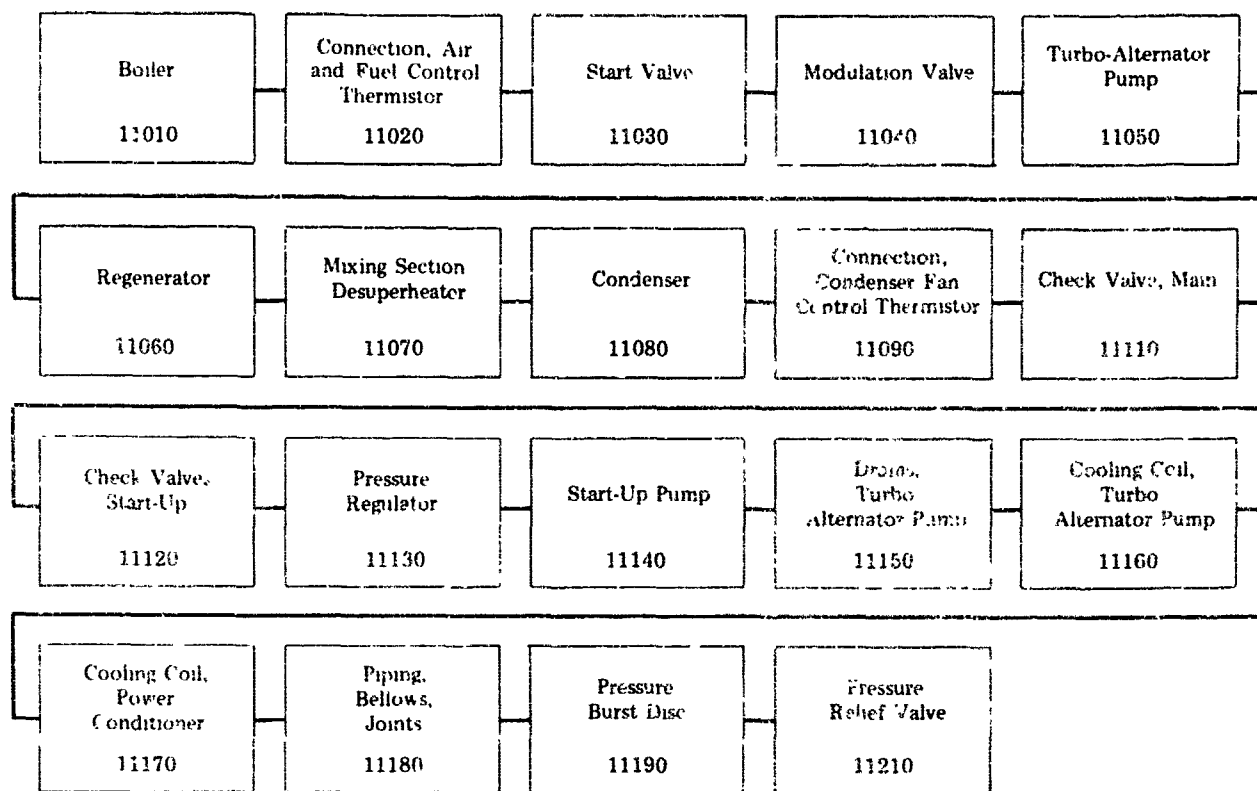 Boiler
11010
Connection, Air
and Fuel Control
Thermistor
11020
Start Valve
11030
Modulation Valve
11040
Turbo-Alternator
Pump
11050
Regenerator
11060
Mixing Section
Desuperheater
11070
Condenser
11080
Connection,
Condenser Fan
Control Thermistor
11090
Check Valve, Main
11110
Check Valve,
Start-Up
11120
Pressure
Regulator
11130
Start-Up Pump
11140
Drains,
Turbo
Alternator Pump
11150
Cooling Coil,
Turbo
Alternator Pump
11160
Cooling Coil,
Power
Conditioner
11170
Piping,
Bellows,
Joints
11180
Pressure
Burst Disc
11190
Pressure
Relief Valve
11210